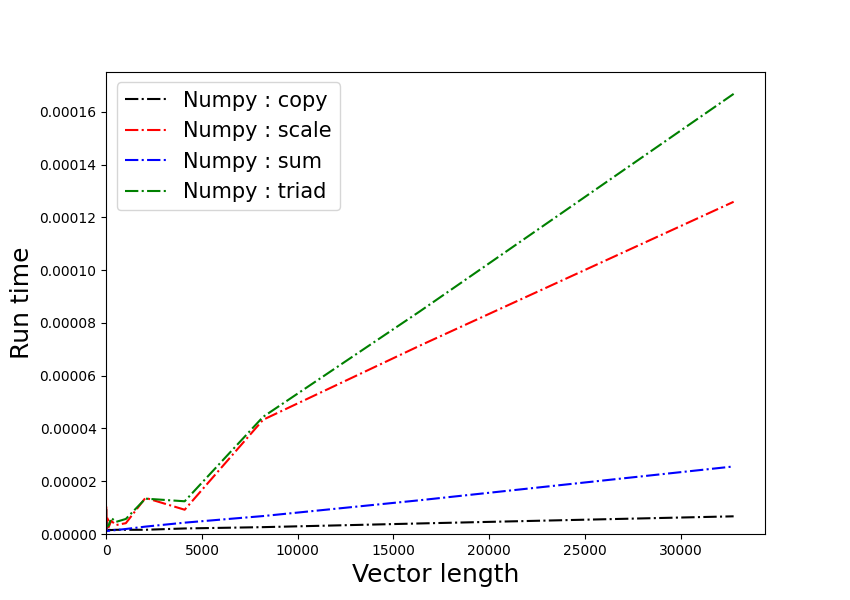 Numpy : copy
Numpy : scale
Numpy : sum
Numpy : triad
0.00016
0.00014
0.00012
0.00010
0.00008
0.00006
0.00004
0.00002
0.00000
Run time
0 5000 10000 15000 20000 25000 30000
Vector length